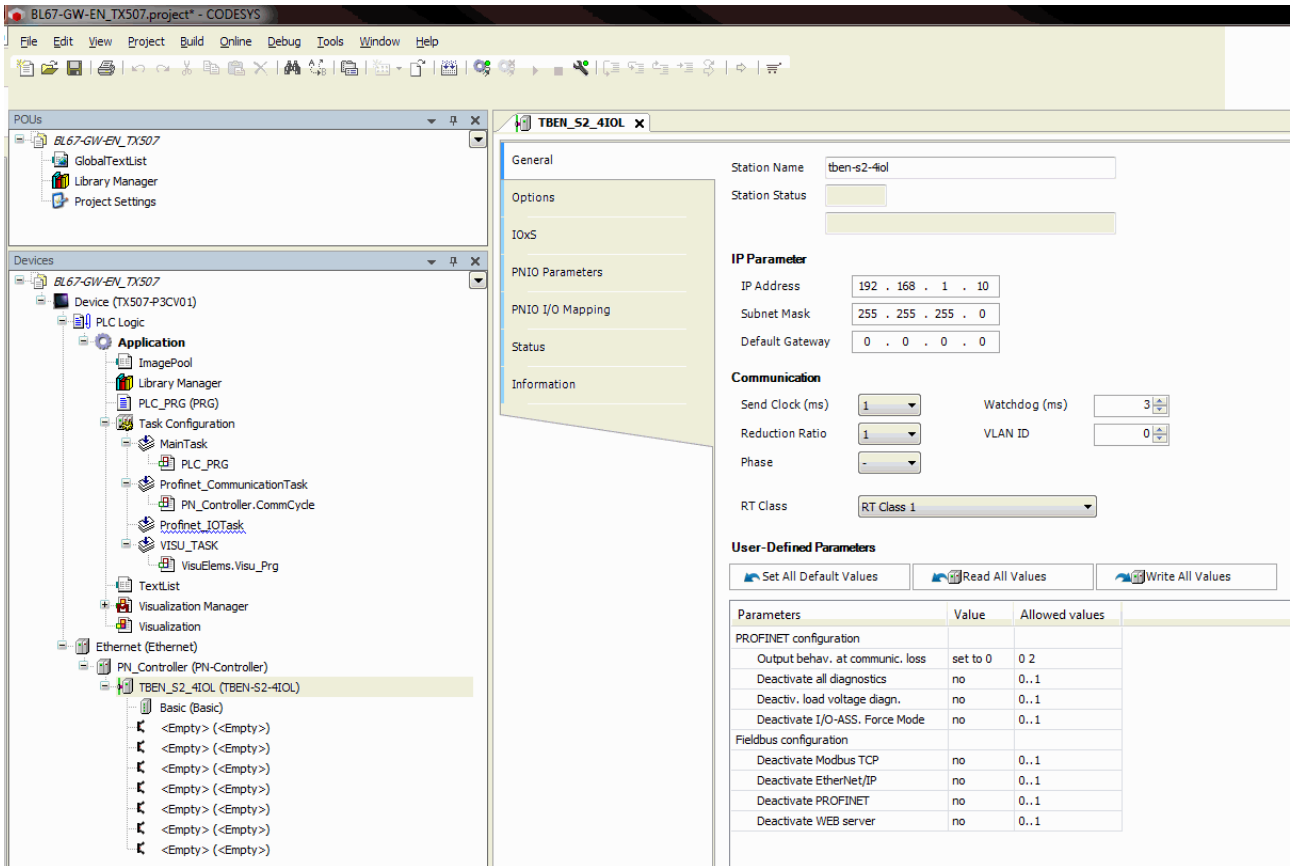 BL67-GW-EN_TX507.project* - CODESYS
File Edit View Project Build Online Debug Tools Window Help
POUs
BL67-GW-EN_TX507
GlobalTextList
Library Manager
Project Settings
Devices
BL67-GW-EN_TX507
Device (TX507-P3CV01)
PLC Logic
Application
ImagePool
Library Manager
PLC_PRG (PRG)
Task Configuration
MainTask
PLC_PRG
Profinet_CommunicationTask
PN_Controller.CommCycle
Profinet_IOTask
VISU_TASK
VisuElems.Visu_Prg
TextList
Visualization Manager
Visualization
Ethernet (Ethernet)
PN_Controller (PN-Controller)
TBEN_S2_4IOL (TBEN-S2-4IOL)
Basic (Basic)
<Empty> (<Empty>)
<Empty> (<Empty>)
<Empty> (<Empty>)
<Empty> (<Empty>)
<Empty> (<Empty>)
<Empty> (<Empty>)
<Empty> (<Empty>)
TBEN_S2_4IOL
General
Options
IOxS
PNIO Parameters
PNIO I/O Mapping
Status
Information
Station Name tben-s2-4iol
Station Status
IP Parameter
IP Address 192 . 168 . 1 . 10
Subnet Mask 255 . 255 . 255 . 0
Default Gateway 0 . 0 . 0 . 0
Communication
Send Clock (ms) 1 Watchdog (ms) 3
Reduction Ratio 1 VLAN ID 0
Phase -
RT Class RT Class 1
User-Defined Parameters
Set All Default Values Read All Values Write All Values
Parameters Value Allowed values
PROFINET configuration
Output behav. at communic. loss set to 0 0 2
Deactivate all diagnostics no 0..1
Deactiv. load voltage diagn. no 0..1
Deactivate I/O-ASS. Force Mode no 0..1
Fieldbus configuration
Deactivate Modbus TCP no 0..1
Deactivate EtherNet/IP no 0..1
Deactivate PROFINET no 0..1
Deactivate WEB server no 0..1